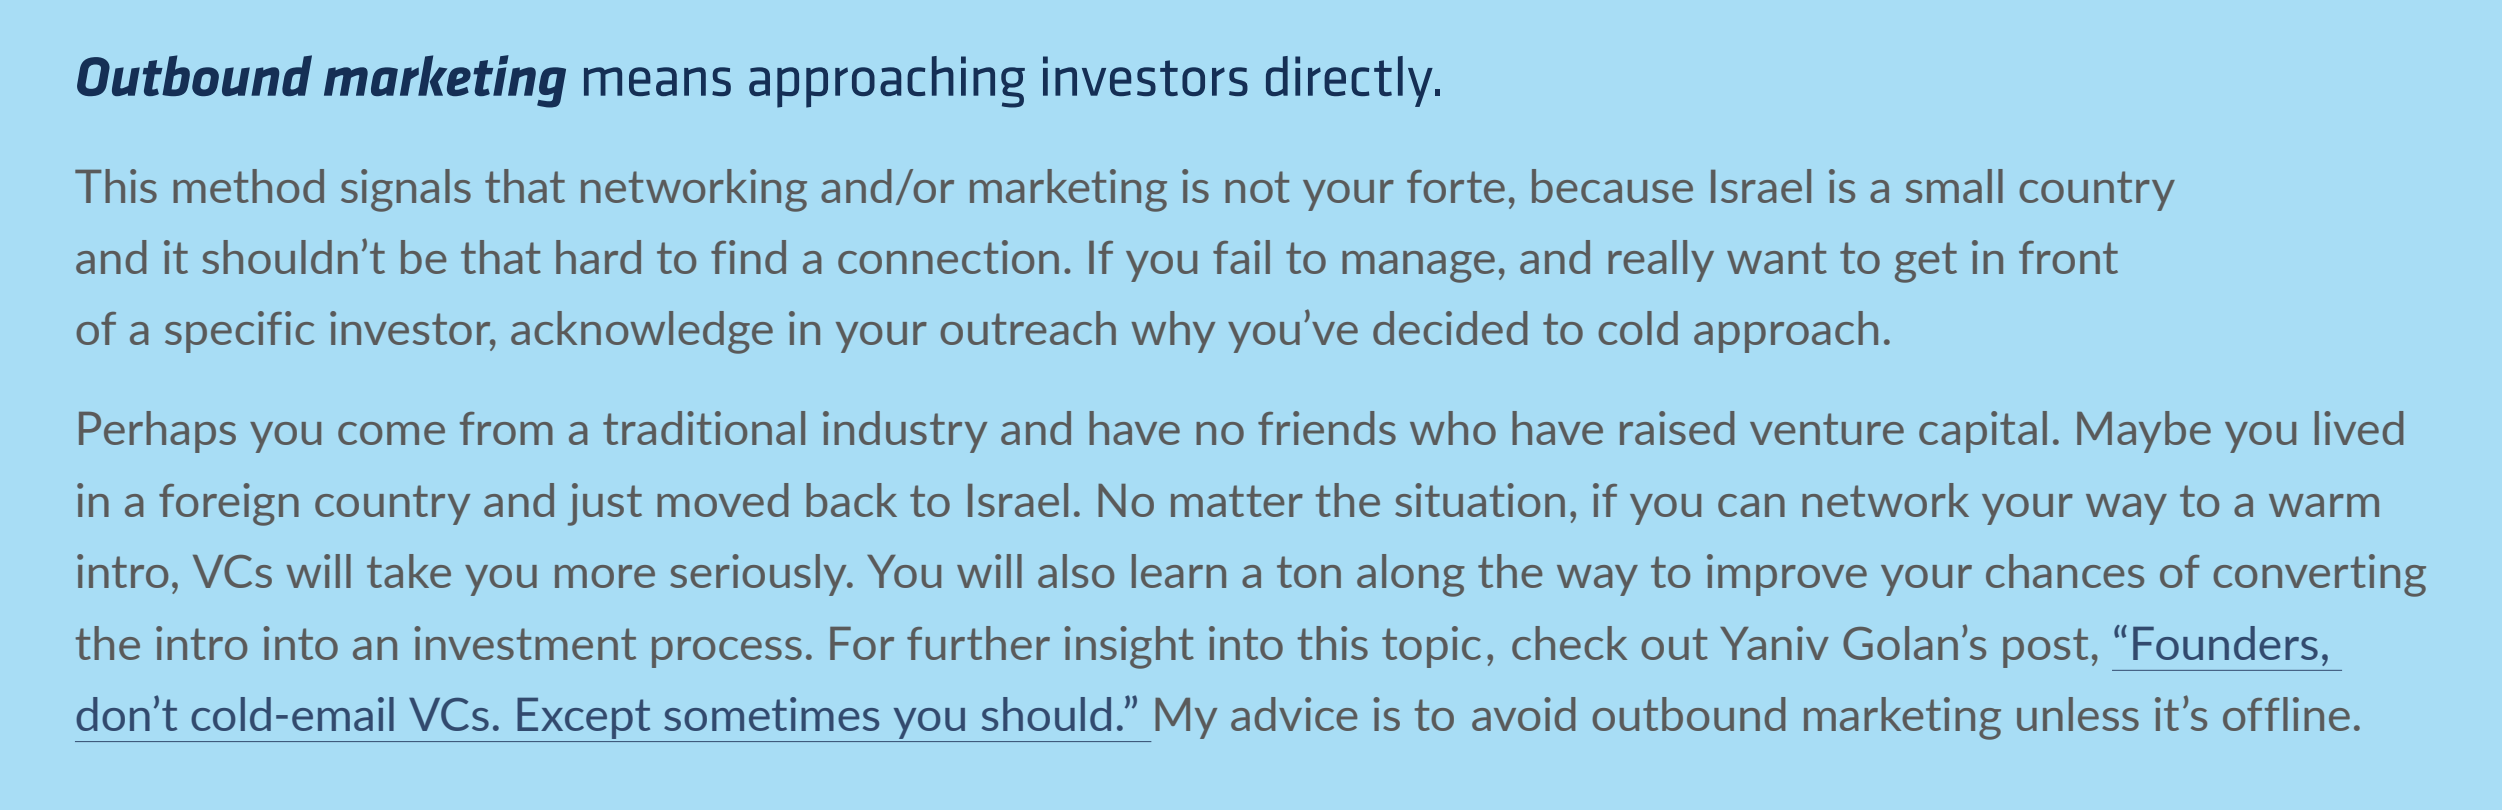 Outbound marketing means approaching investors directly.
This method signals that networking and/or marketing is not your forte, because Israel is a small country
and it shouldn’t be that hard to find a connection. If you fail to manage, and really want to get in front
of a specific investor, acknowledge in your outreach why you’ve decided to cold approach.
Perhaps you come from a traditional industry and have no friends who have raised venture capital. Maybe you lived
in a foreign country and just moved back to Israel. No matter the situation, if you can network your way to a warm
intro, VCs will take you more seriously. You will also learn a ton along the way to improve your chances of converting
the intro into an investment process. For further insight into this topic, check out Yaniv Golan’s post, “Founders,
don’t cold-email VCs. Except sometimes you should.” My advice is to avoid outbound marketing unless it’s offline.